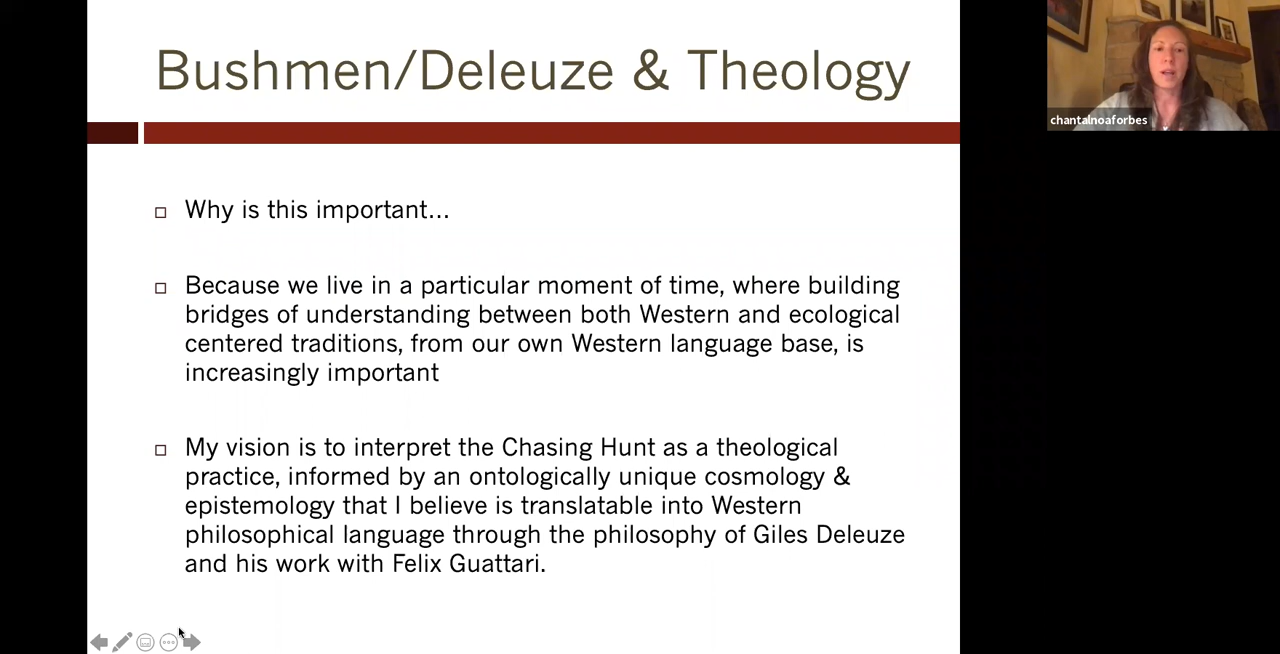 Bushmen/Deleuze & Theology
Why is this important...
Because we live in a particular moment of time, where building
bridges of understanding between both Western and ecological
centered traditions, from our own Western language base, is
increasingly important
My vision is to interpret the Chasing Hunt as a theological
practice, informed by an ontologically unique cosmology &
epistemology that I believe is translatable into Western
philosophical language through the philosophy of Giles Deleuze
and his work with Felix Guattari.
chantalnoaforbes